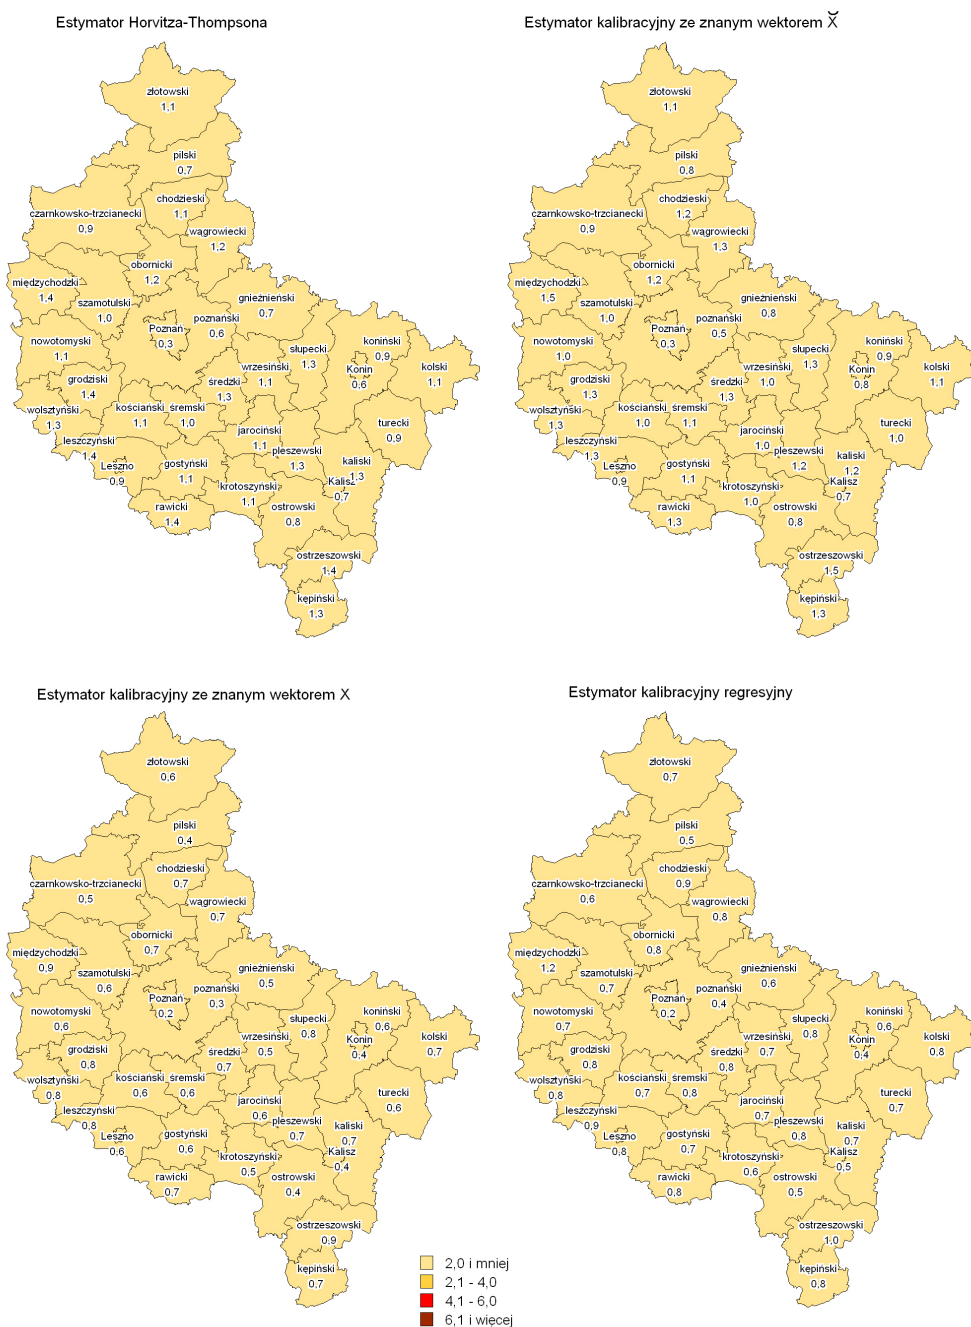 Estymator Horvitza-Thompsona
złotowski
1,1
pilski
0,7
chodzieski
1,1
czarnkowsko-trzcianecki
0,9
wągrowiecki
1,2
obornicki
1,2
międzychodzki
1,4
szamotulski
1,0
gnieźnieński
0,7
Poznań
0,3
poznański
0,6
nowotomyski
1,1
słupecki
1,3
koniński
0,9
wrzesiński
1,1
Konin
0,6
kolski
1,1
grodziski
1,4
średzki
1,3
wolsztyński
1,3
kościański
1,1
śremski
1,0
jarociński
1,1
turecki
0,9
leszczyński
1,4
pleszewski
1,3
Leszno
0,9
gostyński
1,1
kaliski
1,3
krotoszyński
1,1
Kalisz
0,7
rawicki
1,4
ostrowski
0,8
ostrzeszowski
1,4
kępiński
1,3
Estymator kalibracyjny ze znanym wektorem X̆
złotowski
1,1
pilski
0,8
chodzieski
1,2
czarnkowsko-trzcianecki
0,9
wągrowiecki
1,3
obornicki
1,2
międzychodzki
1,5
szamotulski
1,0
gnieźnieński
0,8
Poznań
0,3
poznański
0,5
nowotomyski
1,0
słupecki
1,3
koniński
0,9
wrzesiński
1,0
Konin
0,8
kolski
1,1
grodziski
1,3
średzki
1,3
wolsztyński
1,3
kościański
1,0
śremski
1,1
jarociński
1,0
turecki
1,0
leszczyński
1,3
pleszewski
1,2
Leszno
0,9
gostyński
1,1
kaliski
1,2
krotoszyński
1,0
Kalisz
0,7
rawicki
1,3
ostrowski
0,8
ostrzeszowski
1,5
kępiński
1,3
Estymator kalibracyjny ze znanym wektorem X
złotowski
0,6
pilski
0,4
chodzieski
0,7
czarnkowsko-trzcianecki
0,5
wągrowiecki
0,7
obornicki
0,7
międzychodzki
0,9
szamotulski
0,6
gnieźnieński
0,5
Poznań
0,2
poznański
0,3
nowotomyski
0,6
słupecki
0,8
koniński
0,6
wrzesiński
0,5
Konin
0,4
kolski
0,7
grodziski
0,8
średzki
0,7
wolsztyński
0,8
kościański
0,6
śremski
0,6
jarociński
0,6
turecki
0,6
leszczyński
0,8
pleszewski
0,7
Leszno
0,6
gostyński
0,6
kaliski
0,7
krotoszyński
0,5
Kalisz
0,4
rawicki
0,7
ostrowski
0,4
ostrzeszowski
0,9
kępiński
0,7
Estymator kalibracyjny regresyjny
złotowski
0,7
pilski
0,5
chodzieski
0,9
czarnkowsko-trzcianecki
0,6
wągrowiecki
0,8
obornicki
0,8
międzychodzki
1,2
szamotulski
0,7
gnieźnieński
0,6
Poznań
0,2
poznański
0,4
nowotomyski
0,7
słupecki
0,8
koniński
0,6
wrzesiński
0,7
Konin
0,4
kolski
0,8
grodziski
0,8
średzki
0,8
wolsztyński
0,8
kościański
0,7
śremski
0,8
jarociński
0,7
turecki
0,7
leszczyński
0,9
pleszewski
0,8
Leszno
0,8
gostyński
0,7
kaliski
0,7
krotoszyński
0,6
Kalisz
0,5
rawicki
0,8
ostrowski
0,5
ostrzeszowski
1,0
kępiński
0,8
2,0 i mniej
2,1 - 4,0
4,1 - 6,0
6,1 i więcej